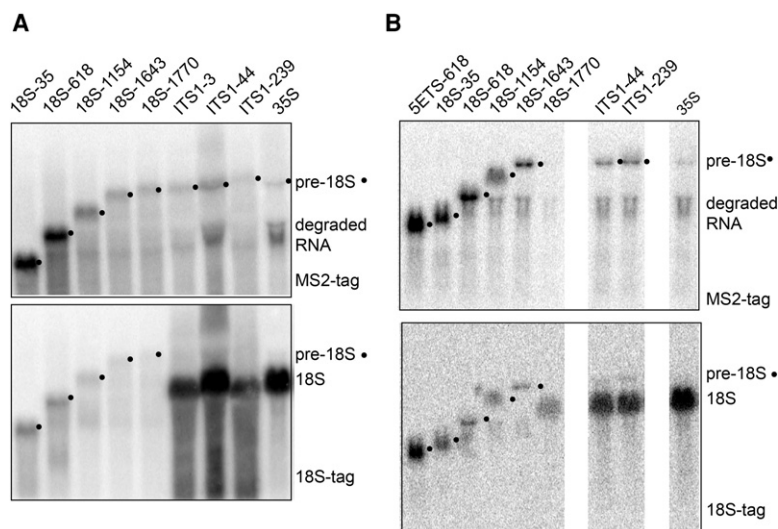 A
18S-35
18S-618
18S-1154
18S-1643
18S-1770
ITS1-3
ITS1-44
ITS1-239
35S
pre-18S •
degraded
RNA
MS2-tag
pre-18S •
18S
18S-tag
B
5ETS-618
18S-35
18S-618
18S-1154
18S-1643
18S-1770
ITS1-44
ITS1-239
35S
pre-18S•
degraded
RNA
MS2-tag
pre-18S •
18S
18S-tag